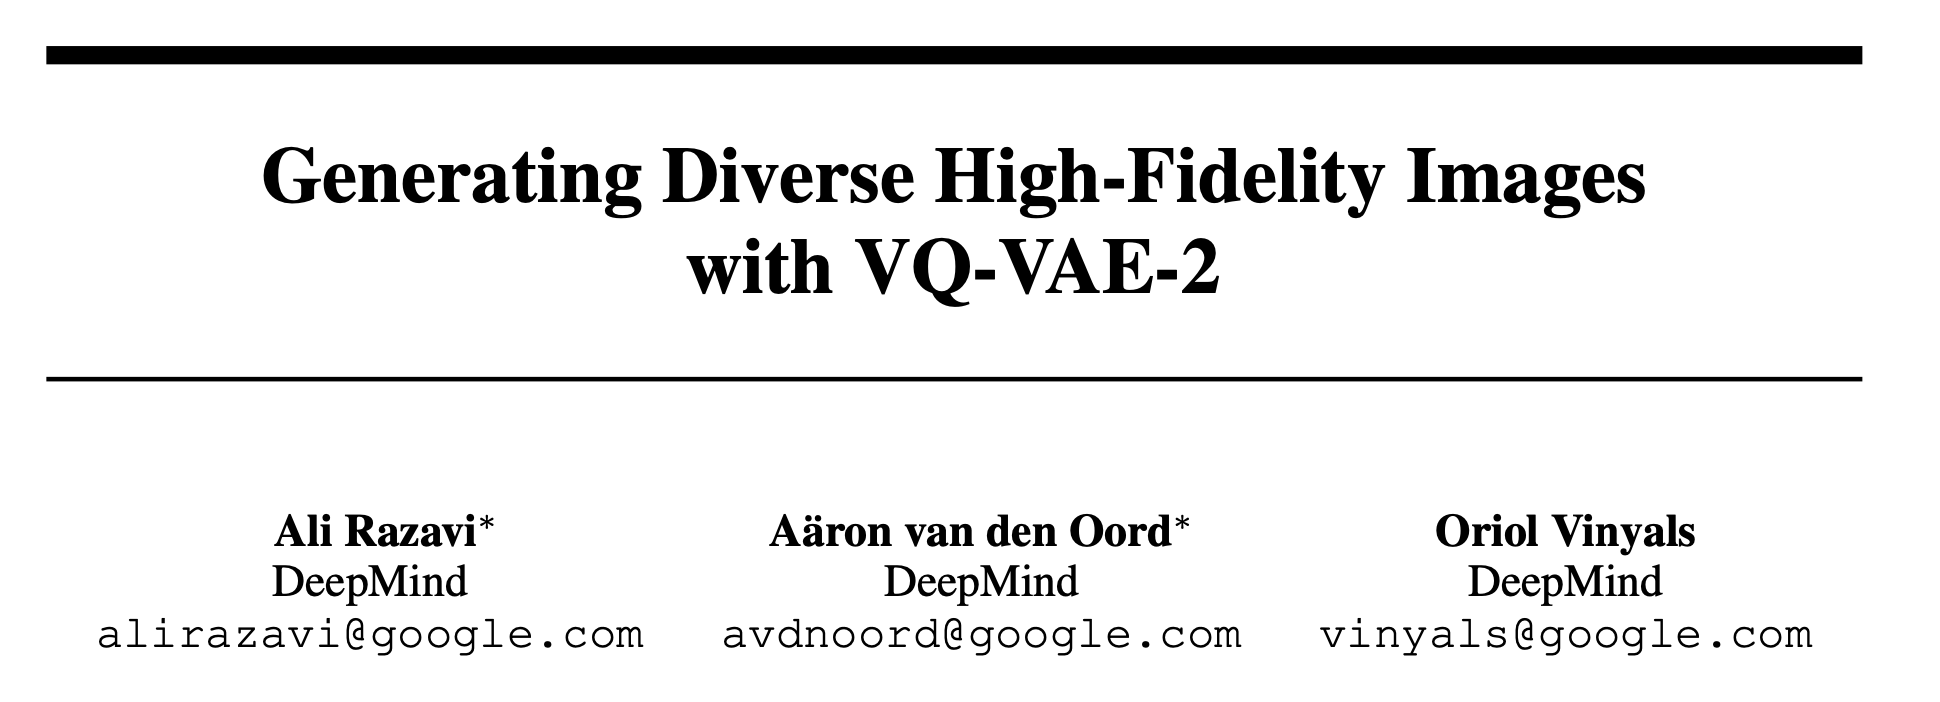 Generating Diverse High-Fidelity Images
with VQ-VAE-2
Ali Razavi* Aäron van den Oord* Oriol Vinyals
DeepMind DeepMind DeepMind
alirazavi@google.com avdnoord@google.com vinyals@google.com